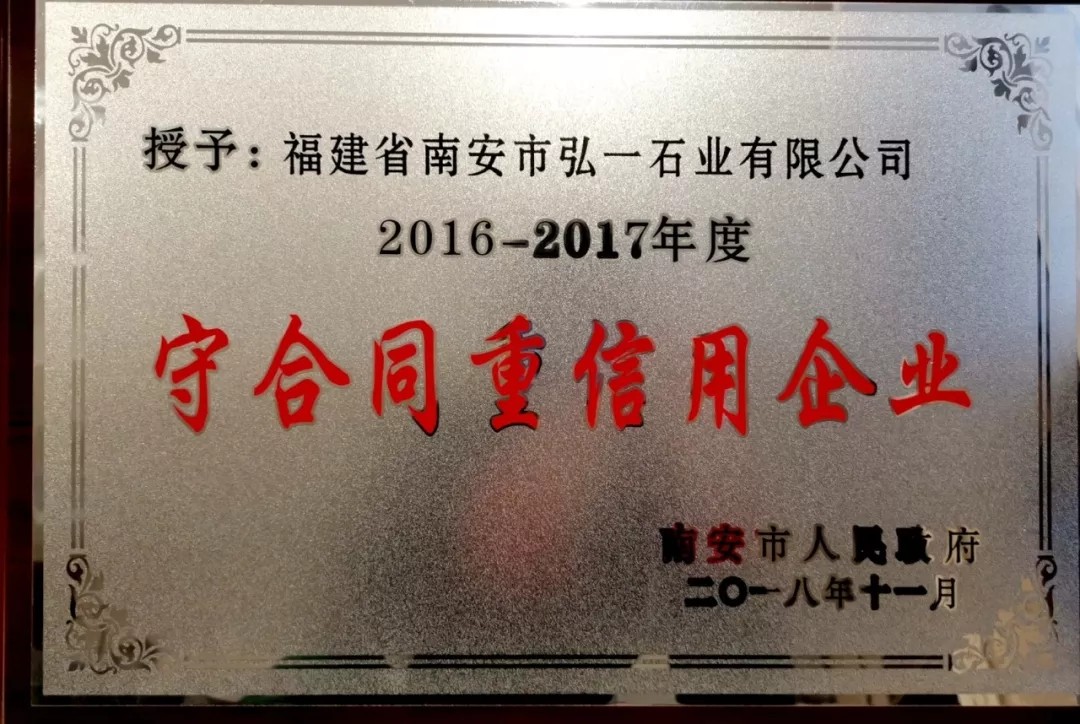 授予：福建省南安市弘一石业有限公司
2016-2017年度
守合同重信用企业
南安市人民政府
二〇一八年十一月